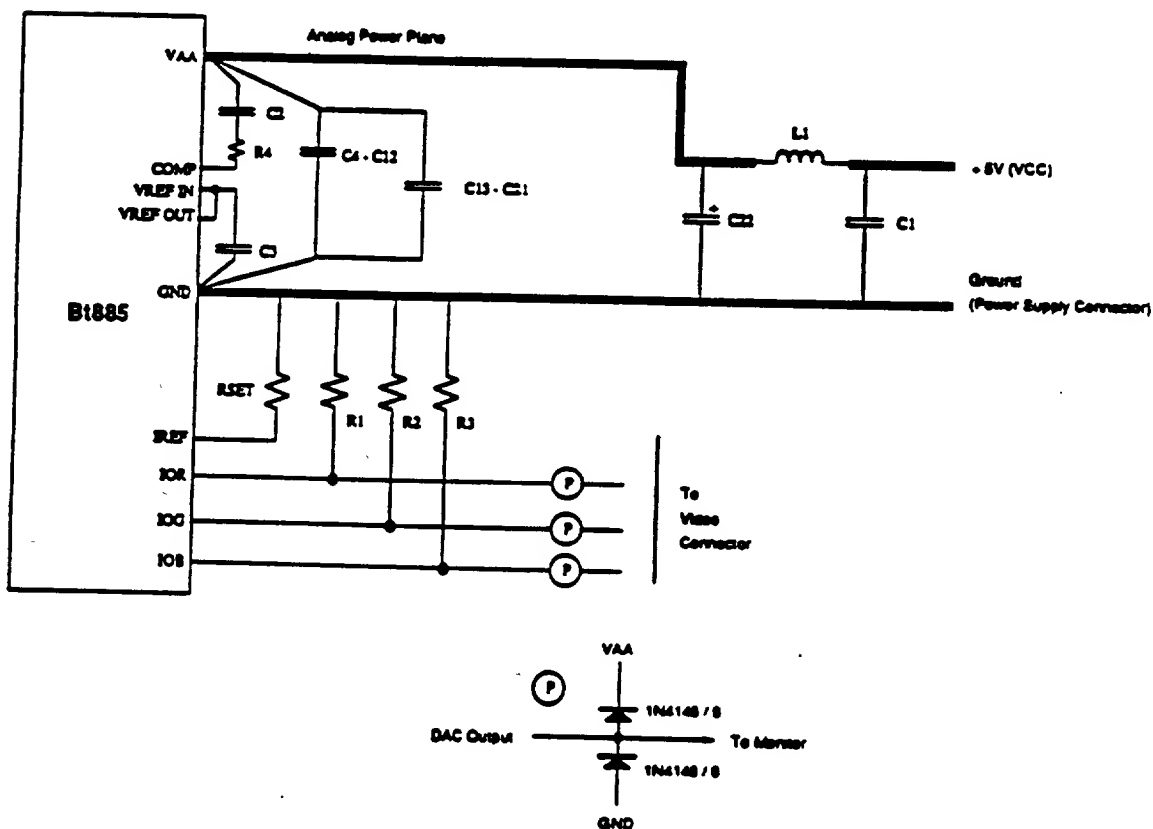 Analog Power Plane
VAA
C2
L1
R4
C4 - C12
COMP
+5V (VCC)
VREF IN
C13 - C21
VREF OUT
C22
C1
C3
GND
Ground
(Power Supply Connector)
Bt885
RSET
R1
R2
R3
IREF
IOR
P
To
Video
Connector
IOG
P
IOB
P
VAA
P
1N4148 / 9
DAC Output
To Monitor
1N4148 / 9
GND